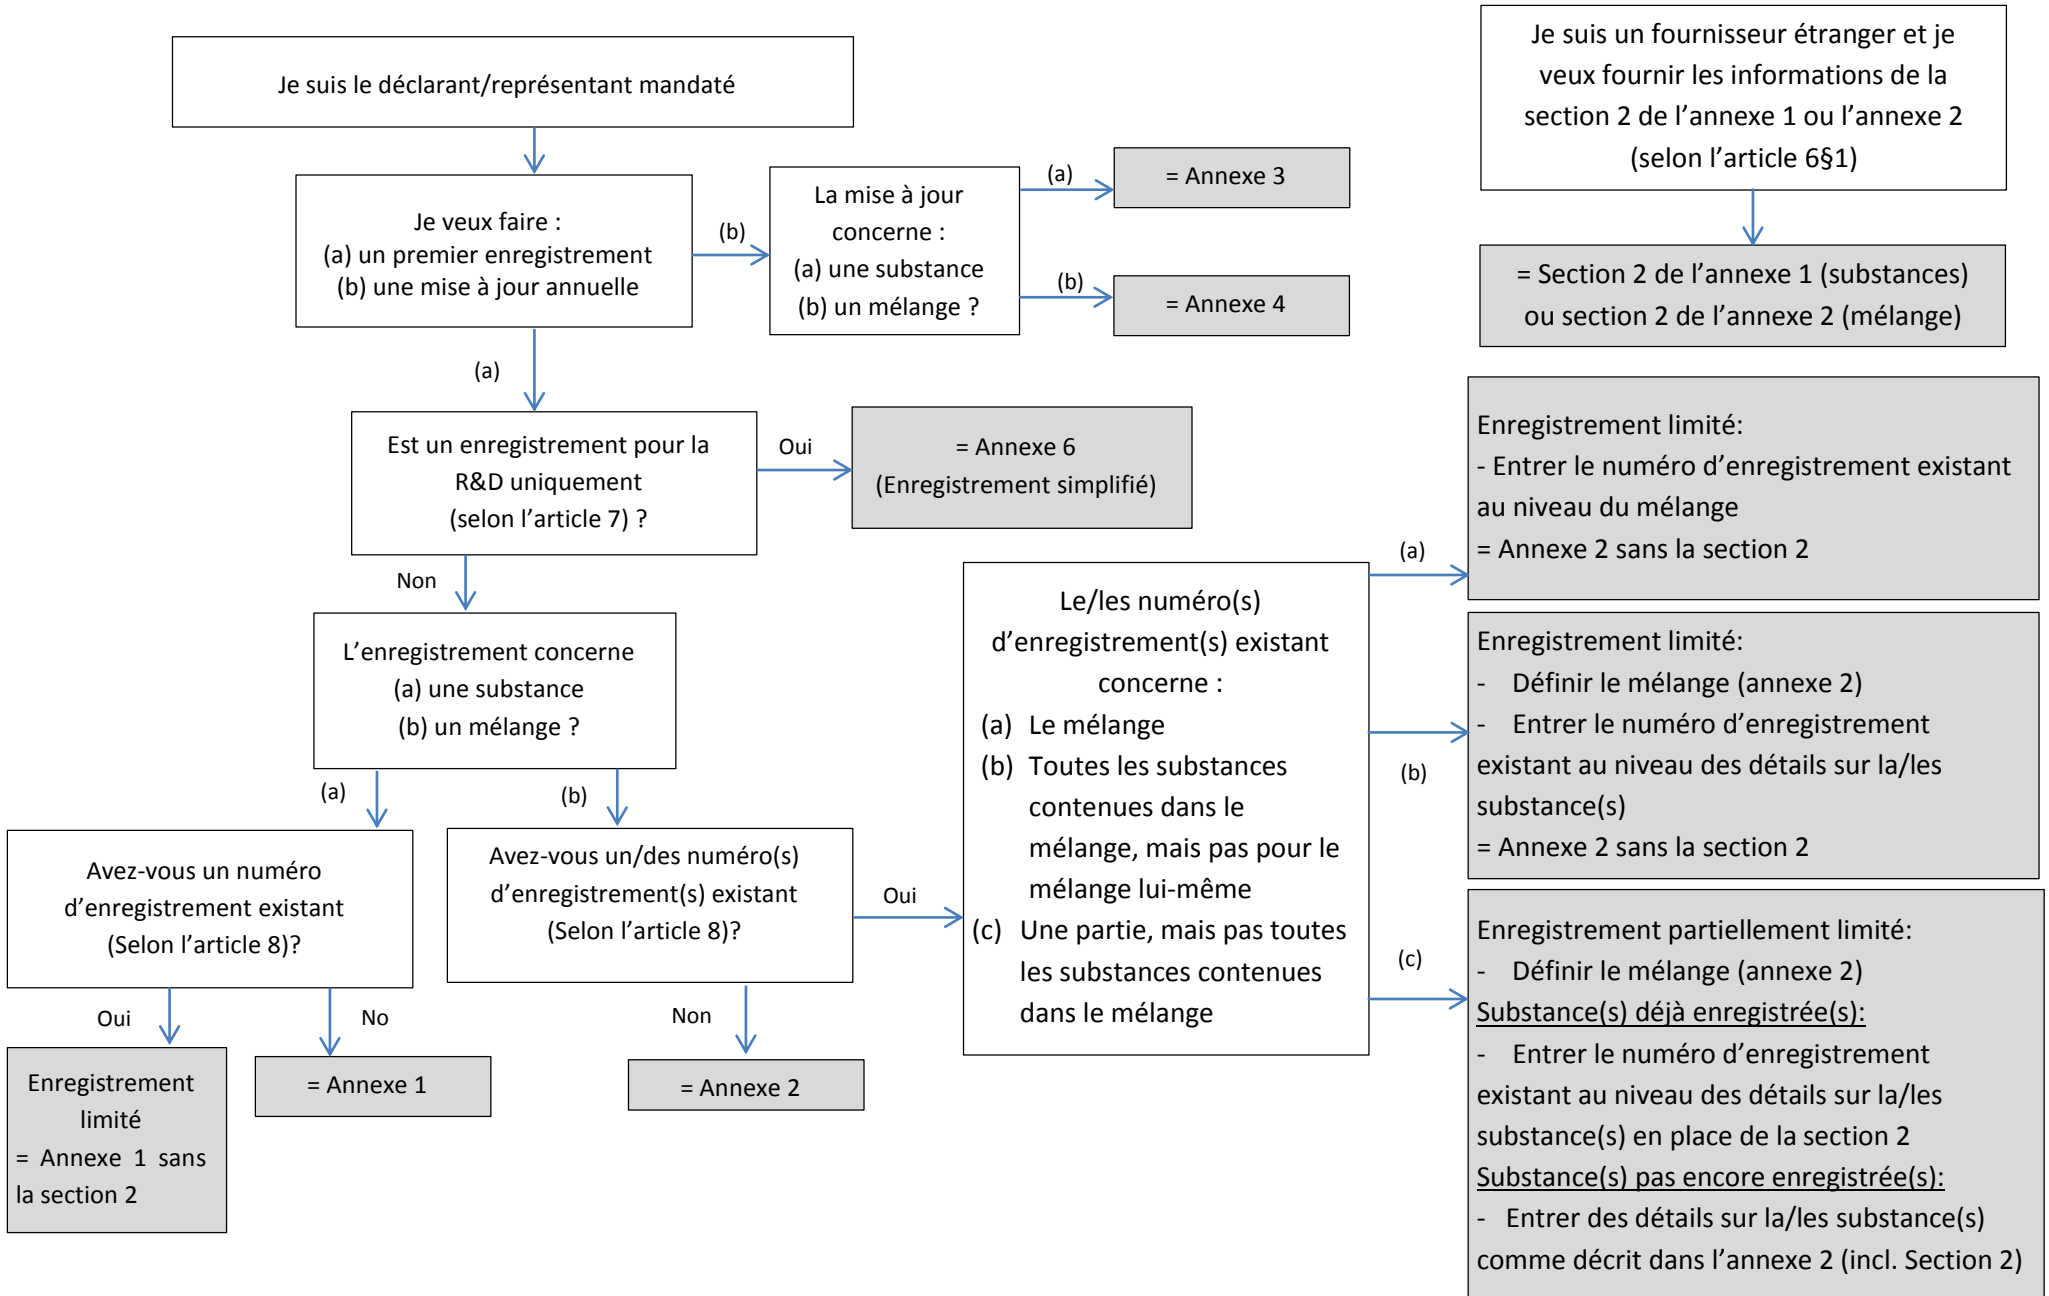 Je suis le déclarant/représentant mandaté
Je veux faire :
(a) un premier enregistrement
(b) une mise à jour annuelle
(b)
La mise à jour
concerne :
(a) une substance
(b) un mélange ?
(a)
= Annexe 3
(b)
= Annexe 4
Je suis un fournisseur étranger et je
veux fournir les informations de la
section 2 de l’annexe 1 ou l’annexe 2
(selon l’article 6§1)
= Section 2 de l’annexe 1 (substances)
ou section 2 de l’annexe 2 (mélange)
(a)
Est un enregistrement pour la
R&D uniquement
(selon l’article 7) ?
Oui
= Annexe 6
(Enregistrement simplifié)
Non
L’enregistrement concerne
(a) une substance
(b) un mélange ?
(a)
(b)
Avez-vous un numéro
d’enregistrement existant
(Selon l’article 8)?
Oui
No
Enregistrement
limité
= Annexe 1 sans
la section 2
= Annexe 1
Avez-vous un/des numéro(s)
d’enregistrement(s) existant
(Selon l’article 8)?
Non
= Annexe 2
Oui
Le/les numéro(s)
d’enregistrement(s) existant
concerne :
(a) Le mélange
(b) Toutes les substances
contenues dans le
mélange, mais pas pour le
mélange lui-même
(c) Une partie, mais pas toutes
les substances contenues
dans le mélange
(a)
Enregistrement limité:
- Entrer le numéro d’enregistrement existant
au niveau du mélange
= Annexe 2 sans la section 2
(b)
Enregistrement limité:
- Définir le mélange (annexe 2)
- Entrer le numéro d’enregistrement
existant au niveau des détails sur la/les
substance(s)
= Annexe 2 sans la section 2
(c)
Enregistrement partiellement limité:
- Définir le mélange (annexe 2)
Substance(s) déjà enregistrée(s):
- Entrer le numéro d’enregistrement
existant au niveau des détails sur la/les
substance(s) en place de la section 2
Substance(s) pas encore enregistrée(s):
- Entrer des détails sur la/les substance(s)
comme décrit dans l’annexe 2 (incl. Section 2)